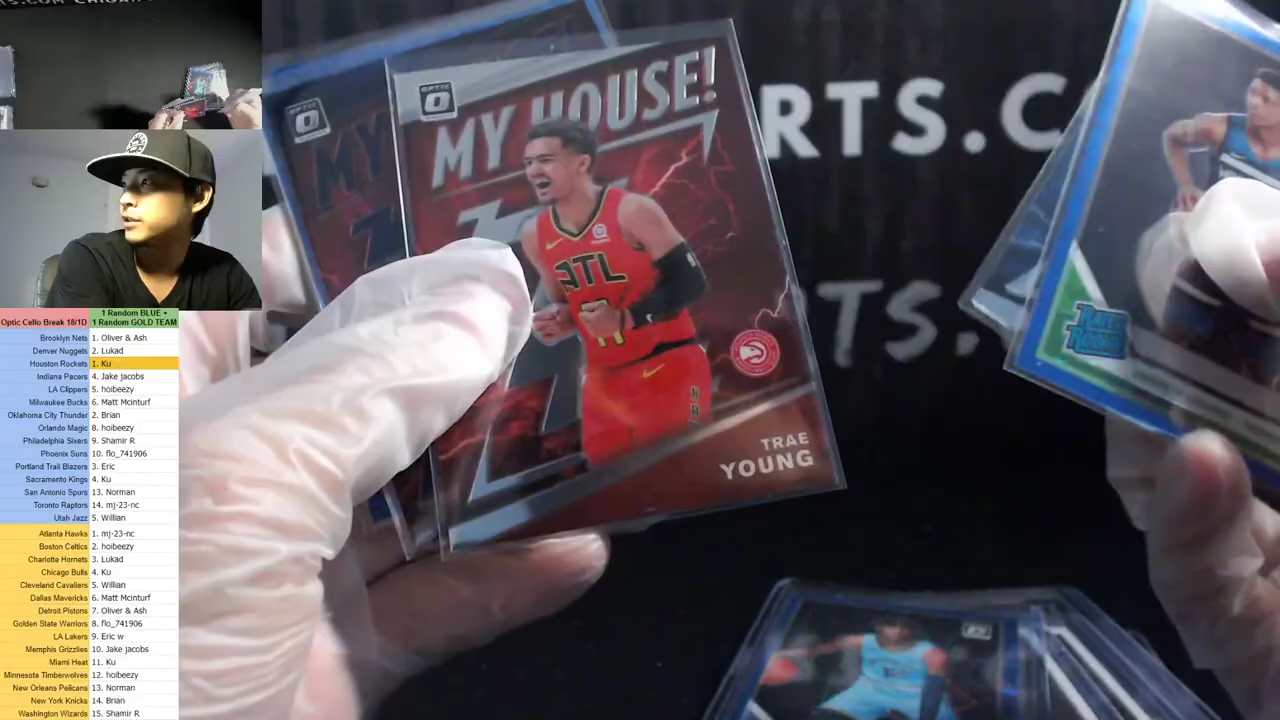 OPTIC
MY HOUSE!
ATL
TRAE
YOUNG
OPTIC
MY
RTS.C
RTS.
Optic Cello Break 18/1D
1 Random BLUE +
1 Random GOLD TEAM
Brooklyn Nets 1. Oliver & Ash
Denver Nuggets 2. Lukad
Houston Rockets 1. Ku
Indiana Pacers 4. Jake jacobs
LA Clippers 5. hoibeezy
Milwaukee Bucks 6. Matt Mcinturf
Oklahoma City Thunder 2. Brian
Orlando Magic 8. hoibeezy
Philadelphia Sixers 9. Shamir R
Phoenix Suns 10. flo_741906
Portland Trail Blazers 3. Eric
Sacramento Kings 4. Ku
San Antonio Spurs 13. Norman
Toronto Raptors 14. mj-23-nc
Utah Jazz 5. Willian
Atlanta Hawks 1. mj-23-nc
Boston Celtics 2. hoibeezy
Charlotte Hornets 3. Lukad
Chicago Bulls 4. Ku
Cleveland Cavaliers 5. Willian
Dallas Mavericks 6. Matt Mcinturf
Detroit Pistons 7. Oliver & Ash
Golden State Warriors 8. flo_741906
LA Lakers 9. Eric w
Memphis Grizzlies 10. Jake jacobs
Miami Heat 11. Ku
Minnesota Timberwolves 12. hoibeezy
New Orleans Pelicans 13. Norman
New York Knicks 14. Brian
Washington Wizards 15. Shamir R